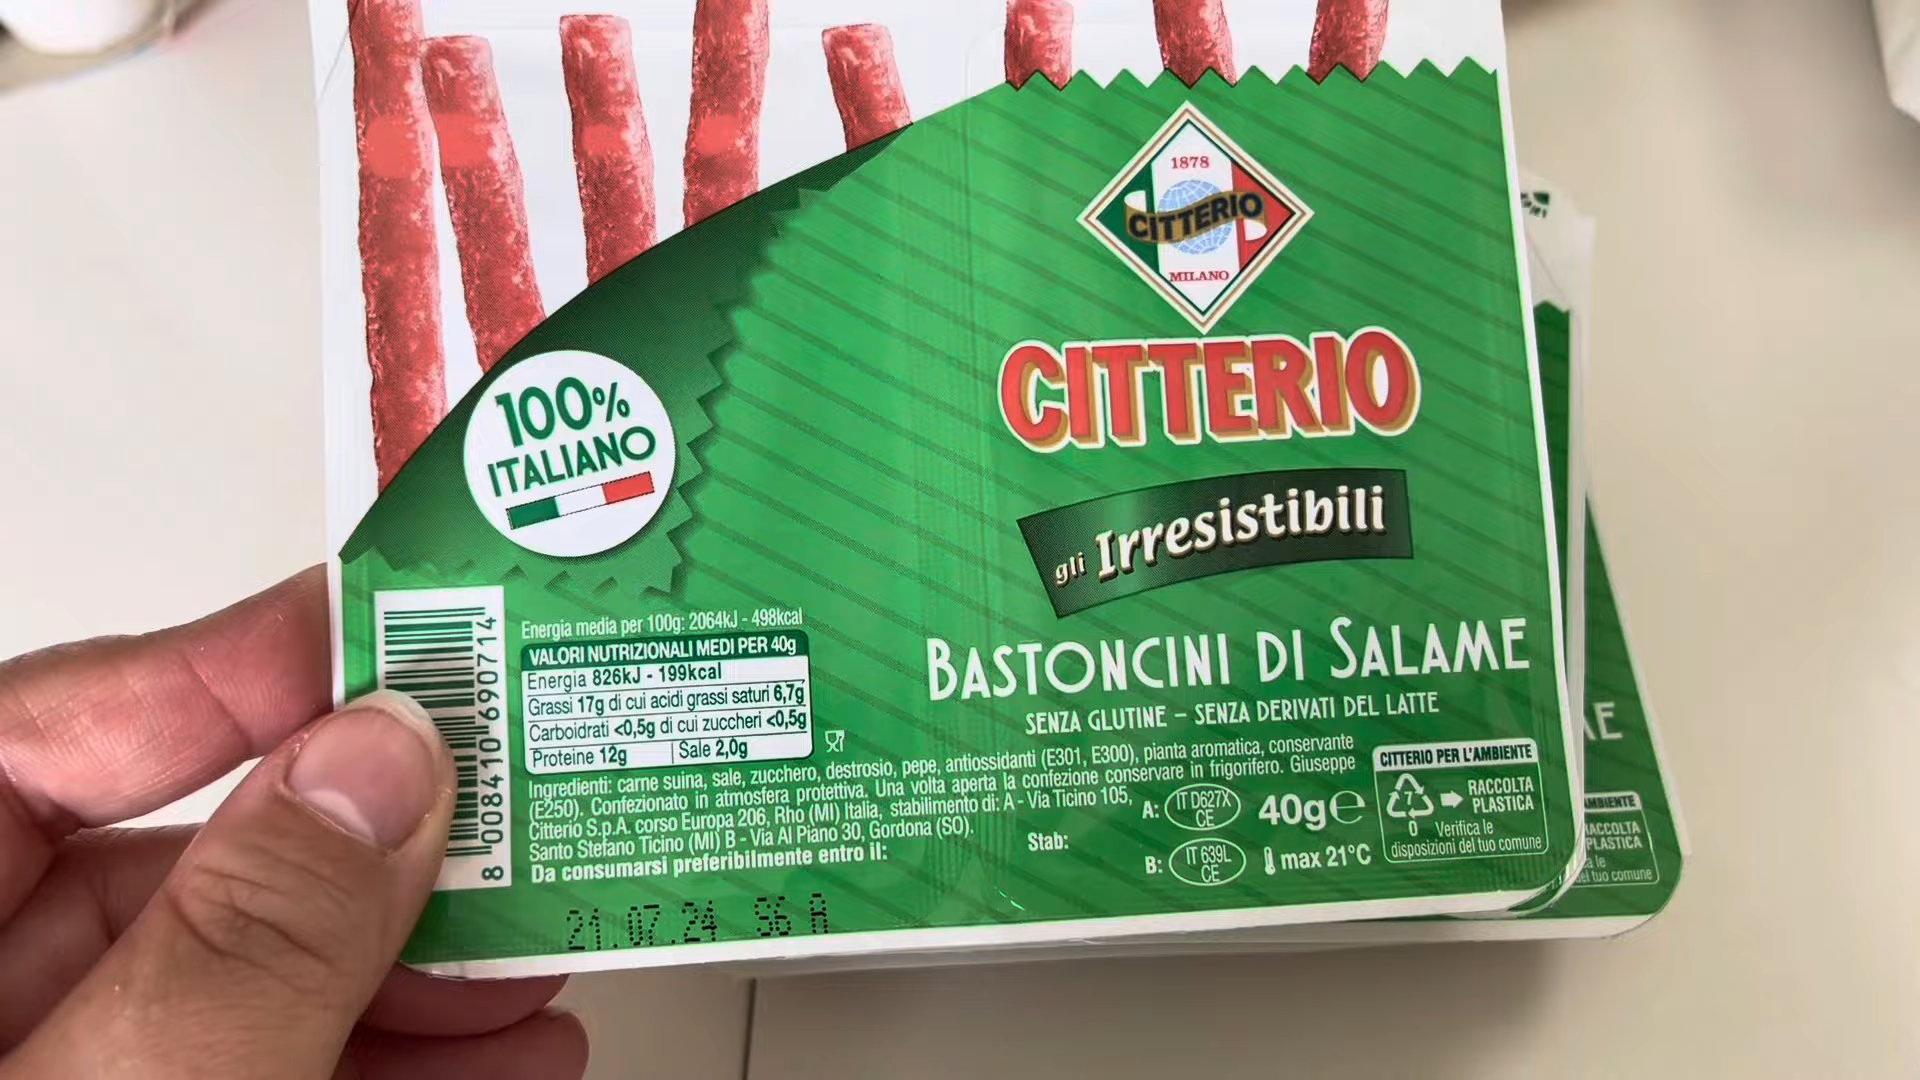 1878
CITTERIO
MILANO
CITTERIO
gli Irresistibili
BASTONCINI DI SALAME
SENZA GLUTINE – SENZA DERIVATI DEL LATTE
100%
ITALIANO
8 008410 690714
Energia media per 100g: 2064kJ - 498kcal
VALORI NUTRIZIONALI MEDI PER 40g
Energia 826kJ - 199kcal
Grassi 17g di cui acidi grassi saturi 6,7g
Carboidrati <0,5g di cui zuccheri <0,5g
Proteine 12g Sale 2,0g
Ingredienti: carne suina, sale, zucchero, destrosio, pepe, antiossidanti (E301, E300), pianta aromatica, conservante
(E250). Confezionato in atmosfera protettiva. Una volta aperta la confezione conservare in frigorifero. Giuseppe
Citterio S.p.A. corso Europa 206, Rho (MI) Italia, stabilimento di: A - Via Ticino 105,
Santo Stefano Ticino (MI) B - Via Al Piano 30, Gordona (SO).
Da consumarsi preferibilmente entro il:
21.07.24 S6 A
Stab:
A: IT D627X CE
B: IT 639L CE
40g e
max 21°C
CITTERIO PER L'AMBIENTE
7
O
RACCOLTA
PLASTICA
Verifica le
disposizioni del tuo comune
AMBIENTE
RACCOLTA
PLASTICA
del tuo comune